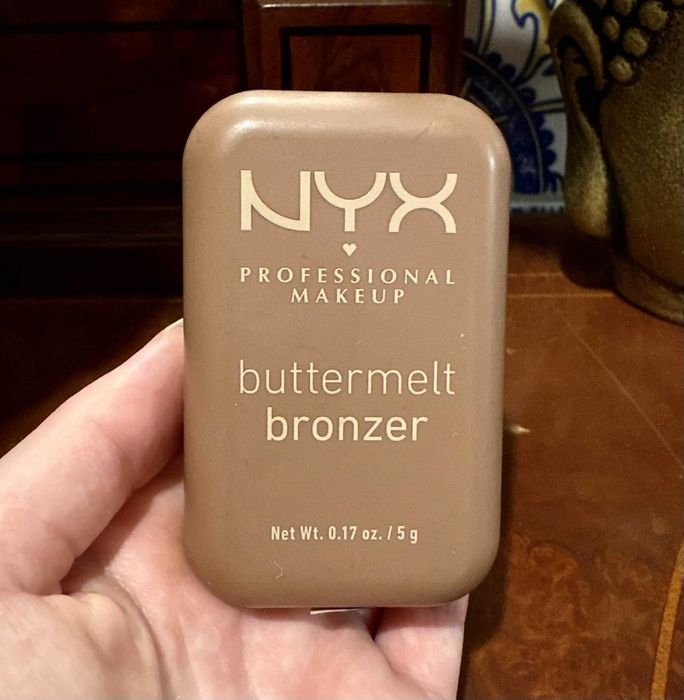 NYX
PROFESSIONAL
MAKEUP
buttermelt
bronzer
Net Wt. 0.17 oz. / 5 g